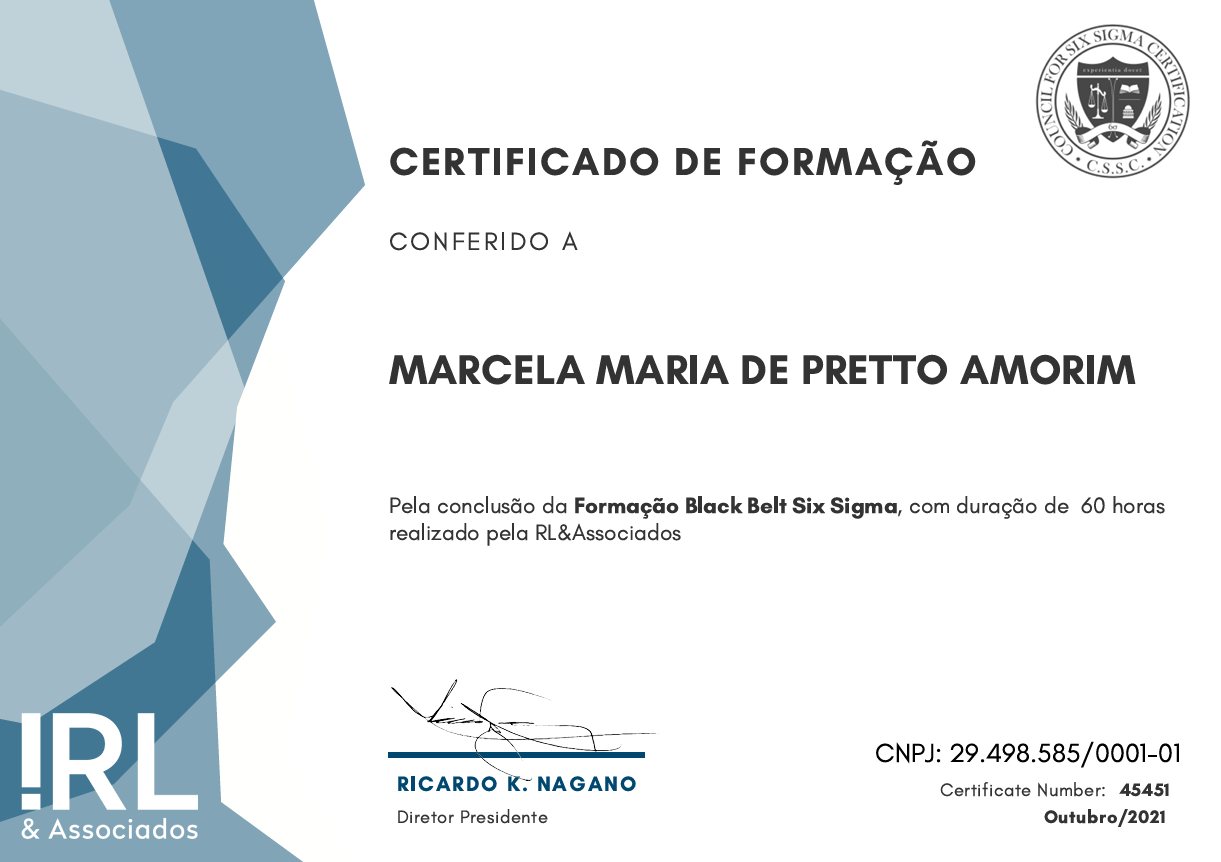 COUNCIL FOR SIX SIGMA CERTIFICATION
experientia docet
6σ
• C.S.S.C. •
CERTIFICADO DE FORMAÇÃO
CONFERIDO A
MARCELA MARIA DE PRETTO AMORIM
Pela conclusão da Formação Black Belt Six Sigma, com duração de 60 horas
realizado pela RL&Associados
RICARDO K. NAGANO
Diretor Presidente
CNPJ: 29.498.585/0001-01
Certificate Number: 45451
Outubro/2021
!RL
& Associados